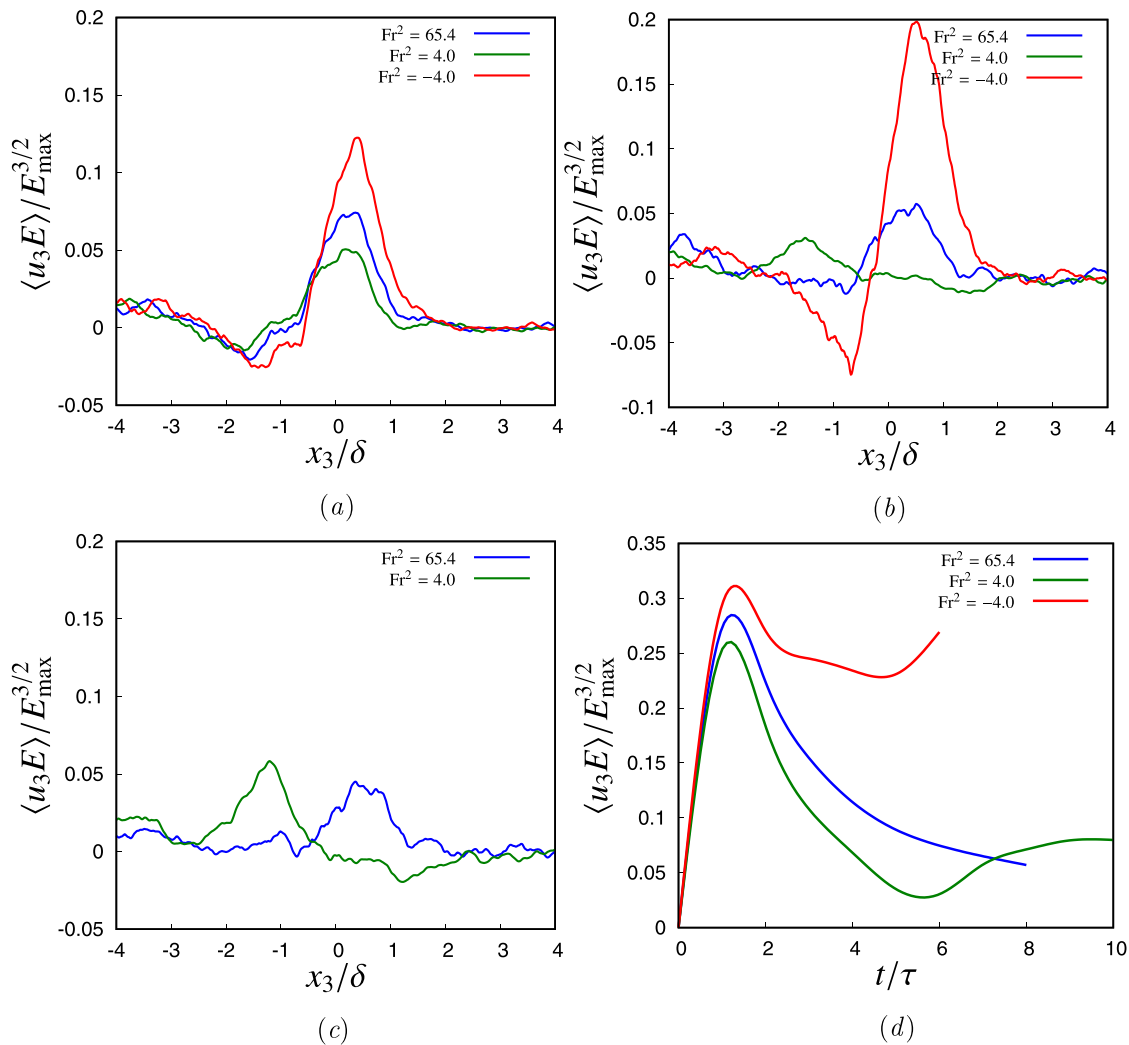 0.2
0.15
0.1
0.05
0
-0.05
-4 -3 -2 -1 0 1 2 3 4
⟨u₃E⟩/E_max^{3/2}
x₃/δ
Fr² = 65.4
Fr² = 4.0
Fr² = −4.0
(a)
0.2
0.15
0.1
0.05
0
-0.05
-0.1
-4 -3 -2 -1 0 1 2 3 4
⟨u₃E⟩/E_max^{3/2}
x₃/δ
Fr² = 65.4
Fr² = 4.0
Fr² = −4.0
(b)
0.2
0.15
0.1
0.05
0
-0.05
-4 -3 -2 -1 0 1 2 3 4
⟨u₃E⟩/E_max^{3/2}
x₃/δ
Fr² = 65.4
Fr² = 4.0
(c)
0.35
0.3
0.25
0.2
0.15
0.1
0.05
0
0 2 4 6 8 10
⟨u₃E⟩/E_max^{3/2}
t/τ
Fr² = 65.4
Fr² = 4.0
Fr² = −4.0
(d)